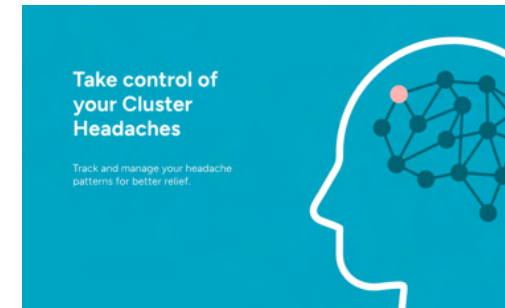 Take control of
your Cluster
Headaches
Track and manage your headache
patterns for better relief.